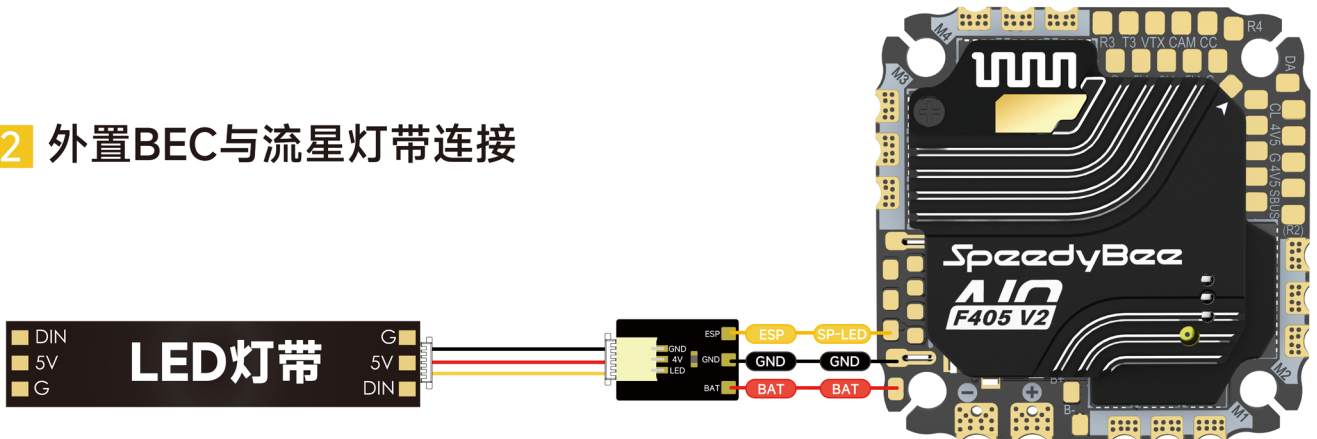 2 外置BEC与流星灯带连接
M4
R4
R3 T3 VTX CAM CC
DA
M3
CL 4V5 G 4V5 SBUS
(R2)
SpeedyBee
AIO
F405 V2
DIN
5V
G
LED灯带
G
5V
DIN
GND
4V
LED
ESP
GND
BAT
ESP SP-LED
GND GND
BAT BAT
B+
B-
M2
M1